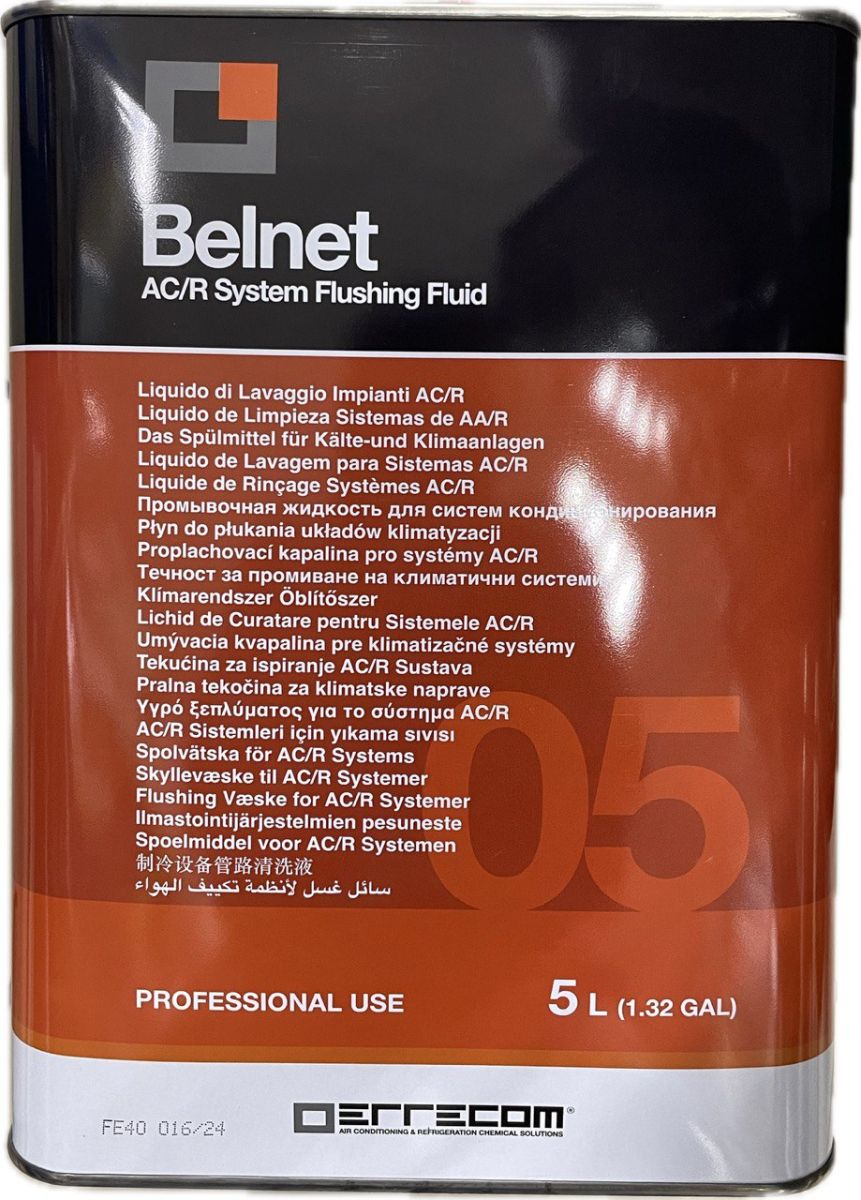 Belnet
AC/R System Flushing Fluid
Liquido di Lavaggio Impianti AC/R
Liquido de Limpieza Sistemas de AA/R
Das Spülmittel für Kälte-und Klimaanlagen
Liquido de Lavagem para Sistemas AC/R
Liquide de Rinçage Systèmes AC/R
Промывочная жидкость для систем кондиционирования
Płyn do płukania układów klimatyzacji
Proplachovací kapalina pro systémy AC/R
Течност за промиване на климатични системи
Klímarendszer Öblítőszer
Lichid de Curatare pentru Sistemele AC/R
Umývacia kvapalina pre klimatizačné systémy
Tekućina za ispiranje AC/R Sustava
Pralna tekočina za klimatske naprave
Υγρό ξεπλύματος για το σύστημα AC/R
AC/R Sistemleri için yıkama sıvısı
Spolvätska för AC/R Systems
Skyllevæske til AC/R Systemer
Flushing Væske for AC/R Systemer
Ilmastointijärjestelmien pesuneste
Spoelmiddel voor AC/R Systemen
制冷设备管路清洗液
سائل غسل لأنظمة تكييف الهواء
05
PROFESSIONAL USE
5 L (1.32 GAL)
FE40 016/24
ERRECOM®
AIR CONDITIONING & REFRIGERATION CHEMICAL SOLUTIONS